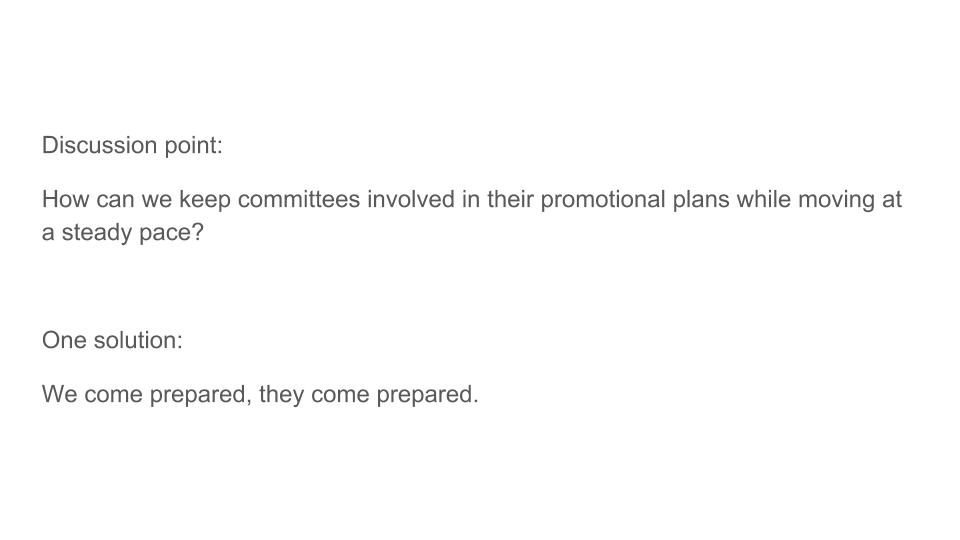 Discussion point:
How can we keep committees involved in their promotional plans while moving at
a steady pace?
One solution:
We come prepared, they come prepared.